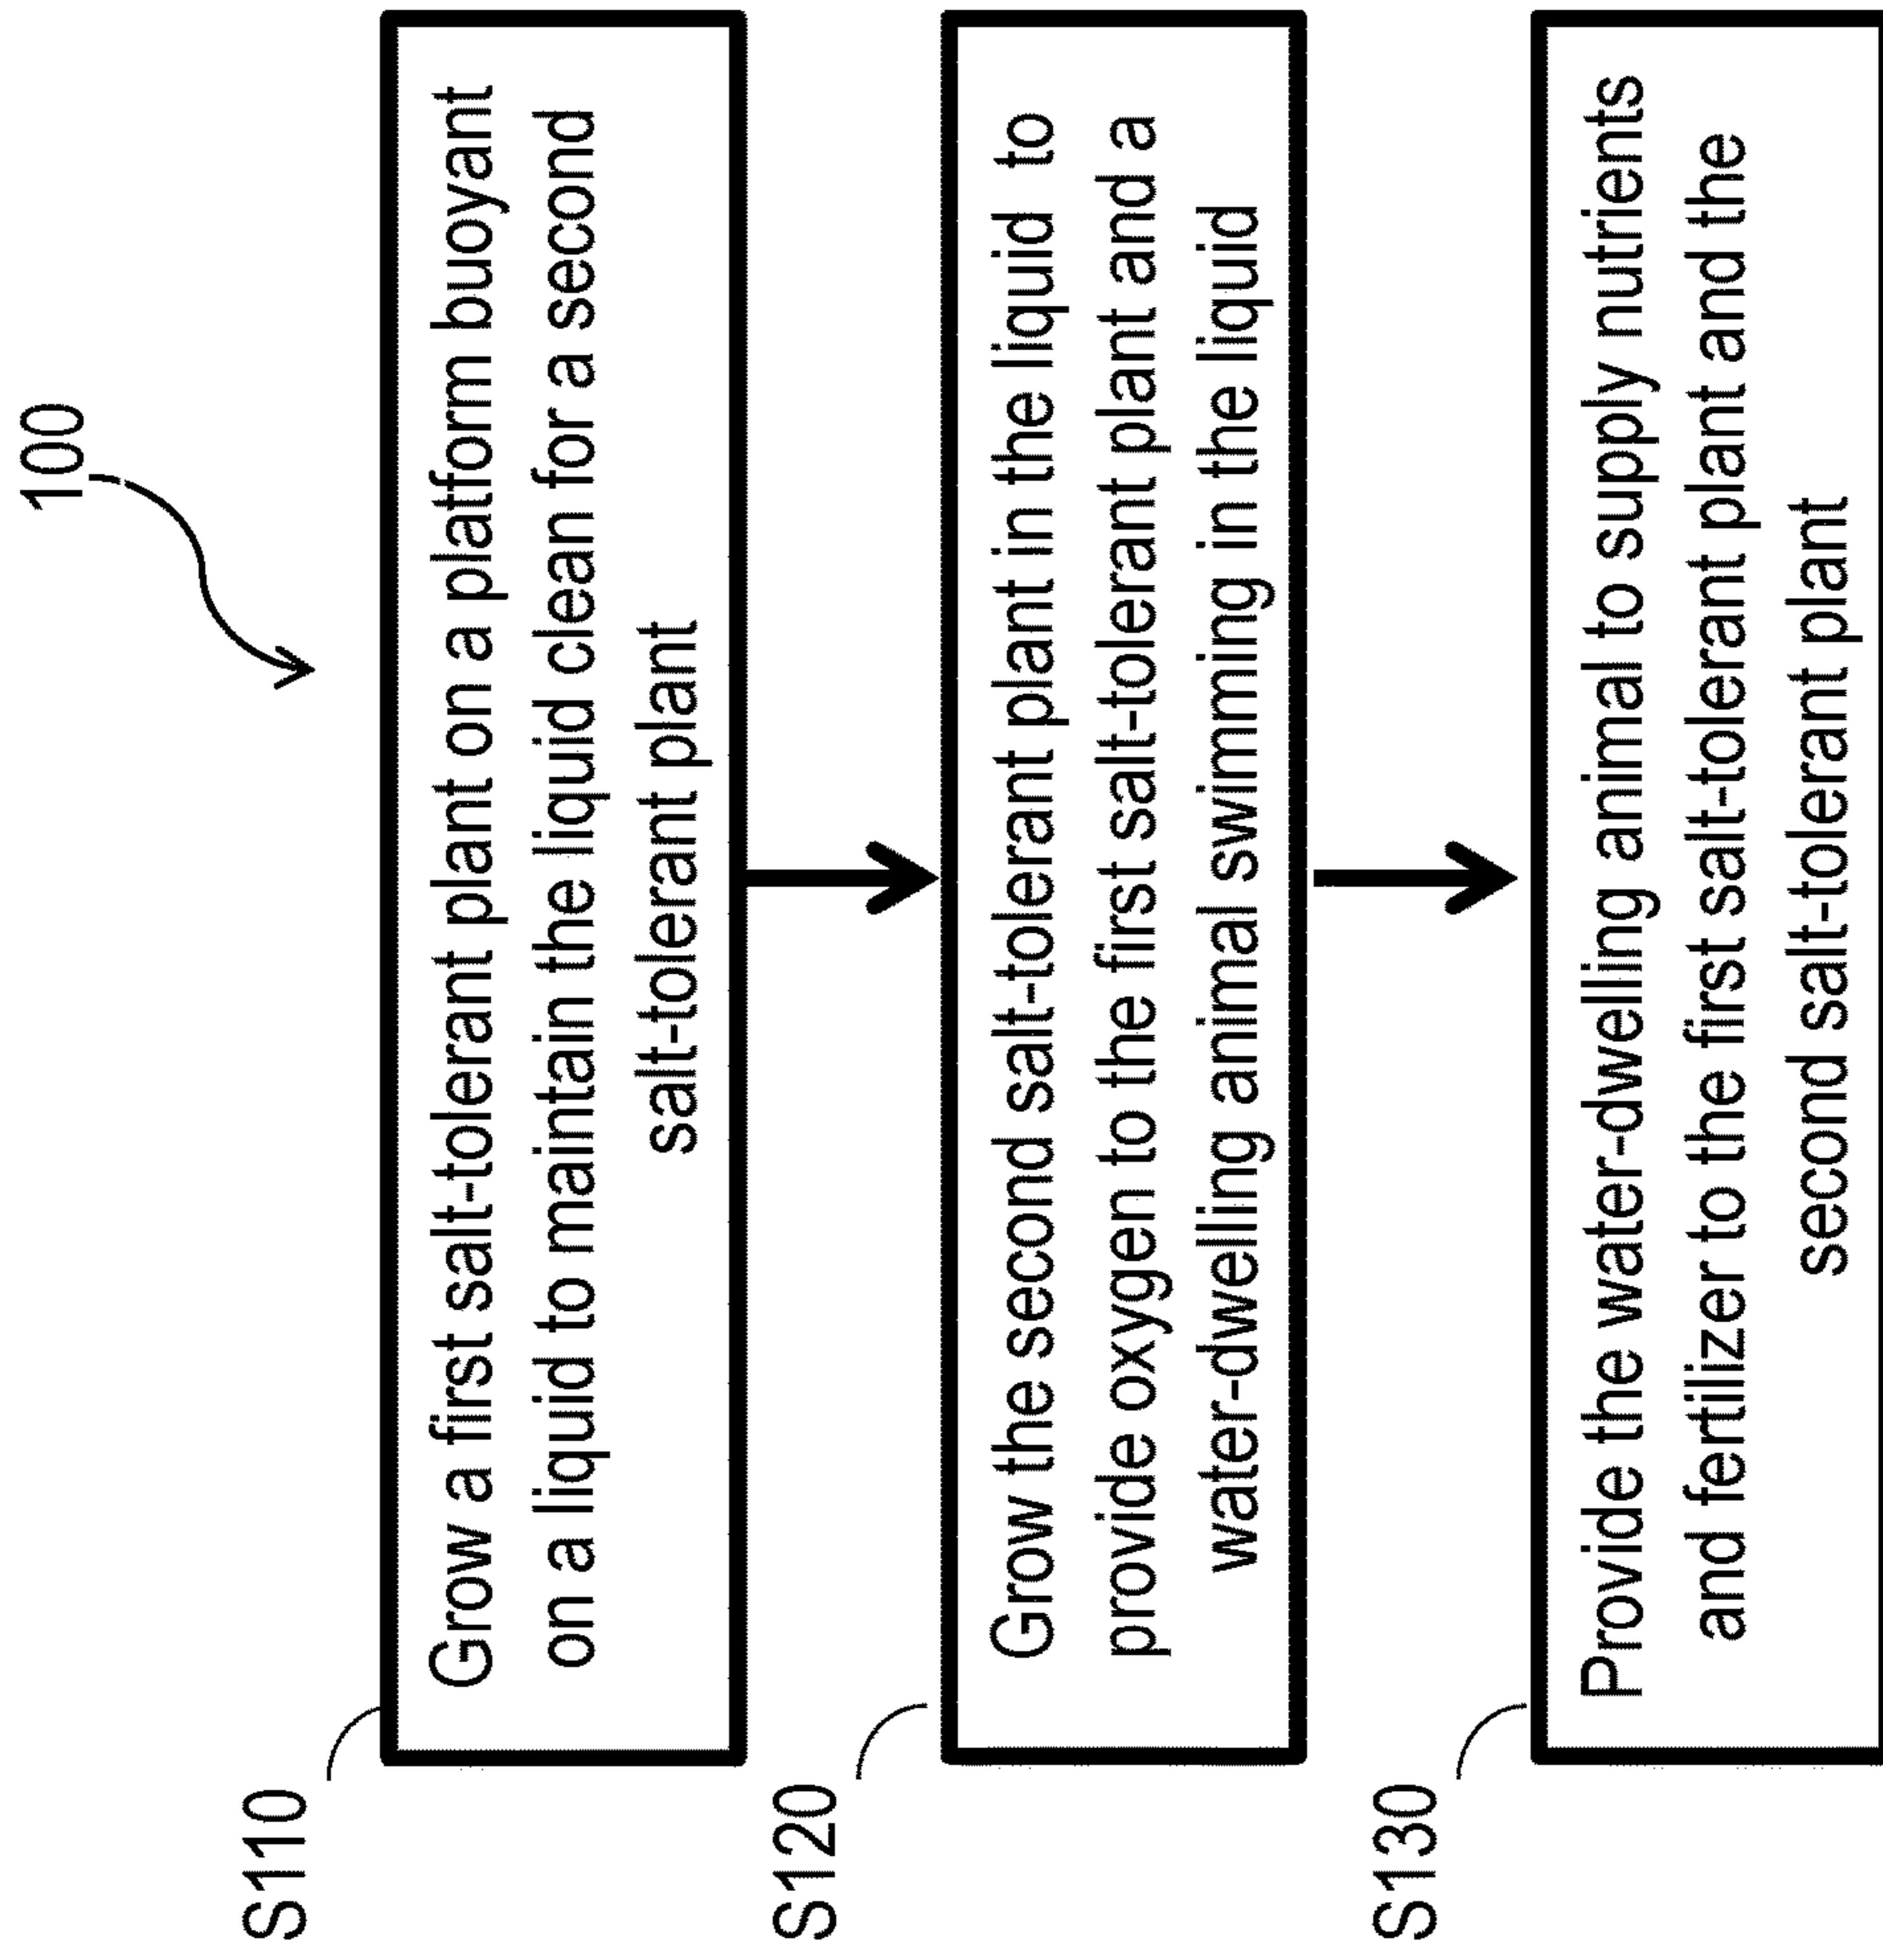 100
S110
Grow a first salt-tolerant plant on a platform buoyant
on a liquid to maintain the liquid clean for a second
salt-tolerant plant
S120
Grow the second salt-tolerant plant in the liquid to
provide oxygen to the first salt-tolerant plant and a
water-dwelling animal swimming in the liquid
S130
Provide the water-dwelling animal to supply nutrients
and fertilizer to the first salt-tolerant plant and the
second salt-tolerant plant